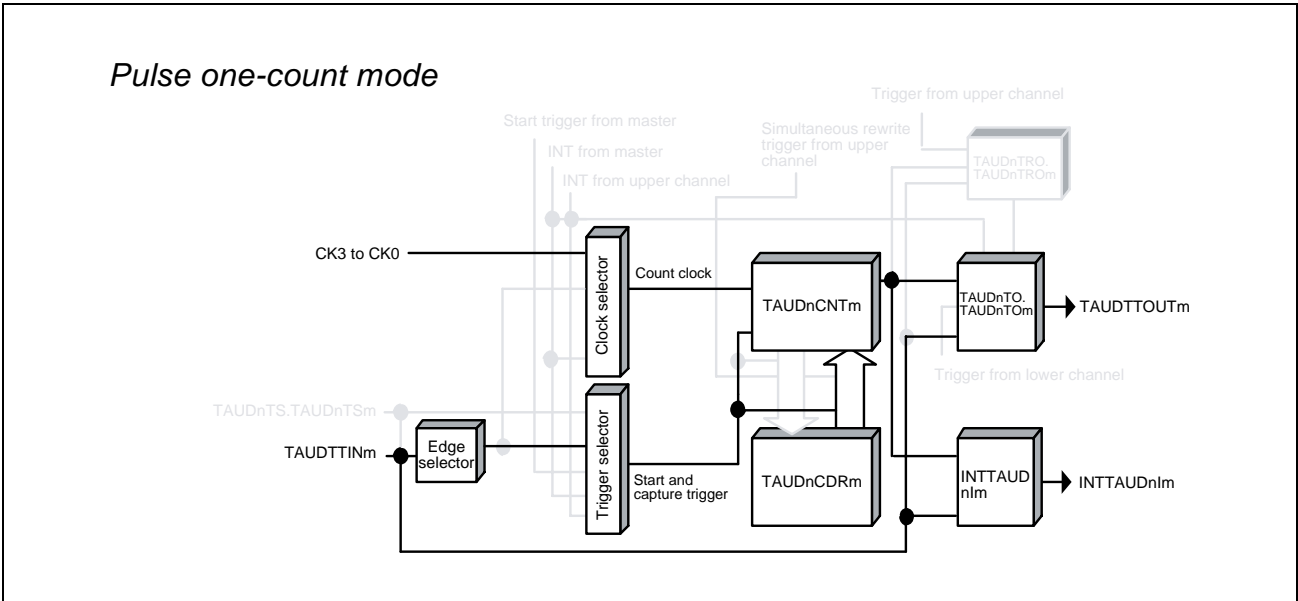 Pulse one-count mode
Trigger from upper channel
Start trigger from master
Simultaneous rewrite
trigger from upper
channel
INT from master
TAUDnTRO.
TAUDnTROm
INT from upper channel
CK3 to CK0
Clock selector
Count clock
TAUDnCNTm
TAUDnTO.
TAUDnTOm
TAUDTTOUTm
Trigger from lower channel
TAUDnTS.TAUDnTSm
TAUDTTINm
Edge
selector
Trigger selector
Start and
capture trigger
TAUDnCDRm
INTTAUD
nIm
INTTAUDnIm